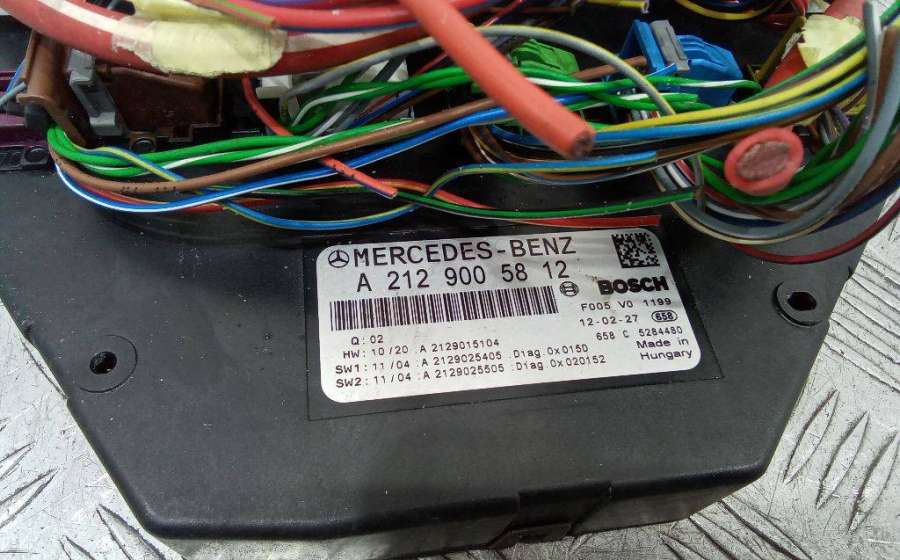 MERCEDES-BENZ
A 212 900 58 12
BOSCH
F005 V0 1199
12-02-27 658
Q: 02
658 C 5284480
HW: 10/20 :A 2129015104
Made in
SW1: 11/04 :A 2129025405 :Diag.0x0150
Hungary
SW2: 11/04 :A 2129025505 :Diag.0x020152